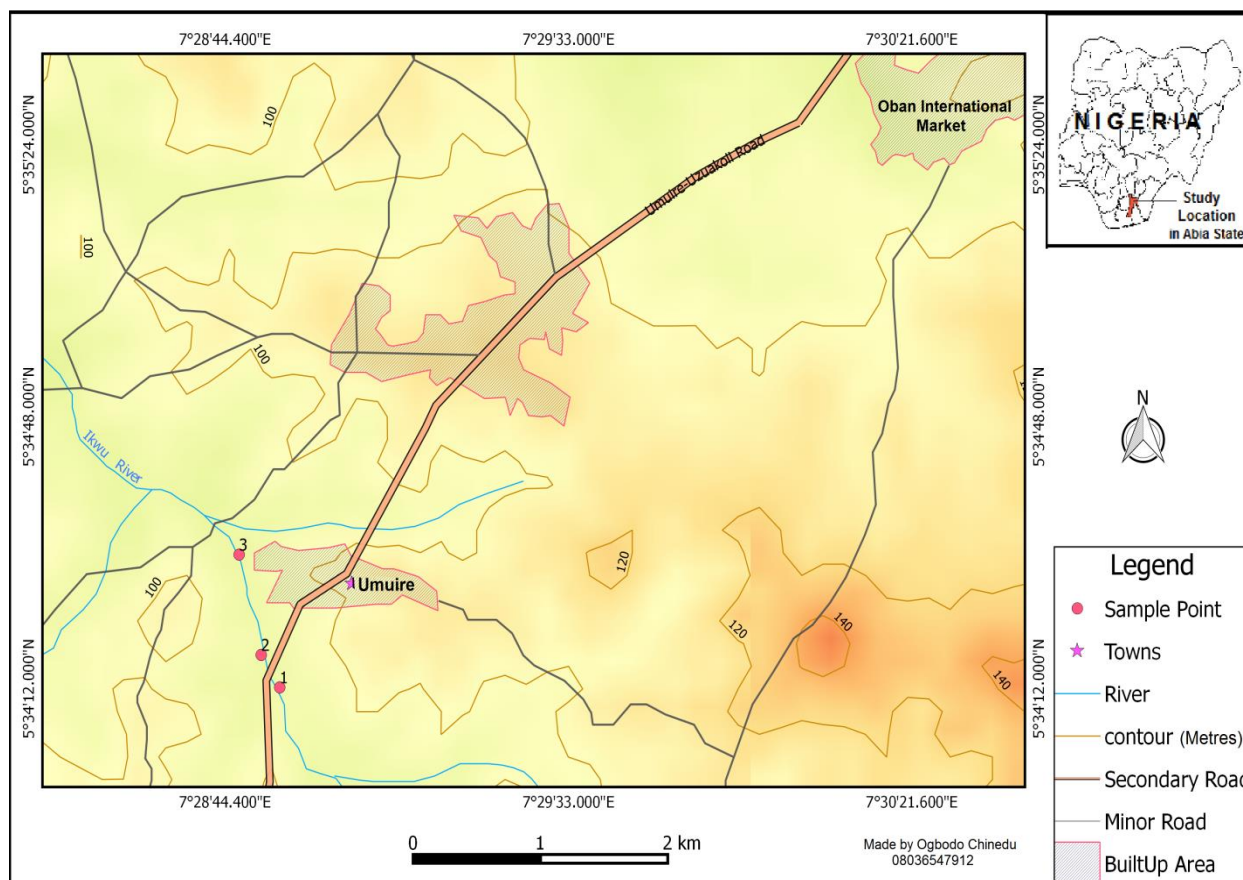 7°28'44.400"E
7°29'33.000"E
7°30'21.600"E
5°35'24.000"N
5°34'48.000"N
5°34'12.000"N
100
Oban International
Market
Umuire-Uzuakoli Road
100
100
Ikwu River
3
120
100
Umuire
2
120
140
1
140
5°35'24.000"N
5°34'48.000"N
5°34'12.000"N
7°28'44.400"E
7°29'33.000"E
7°30'21.600"E
0 1 2 km
Made by Ogbodo Chinedu
08036547912
NIGERIA
Study
Location
in Abia State
N
Legend
Sample Point
Towns
River
contour (Metres)
Secondary Road
Minor Road
BuiltUp Area